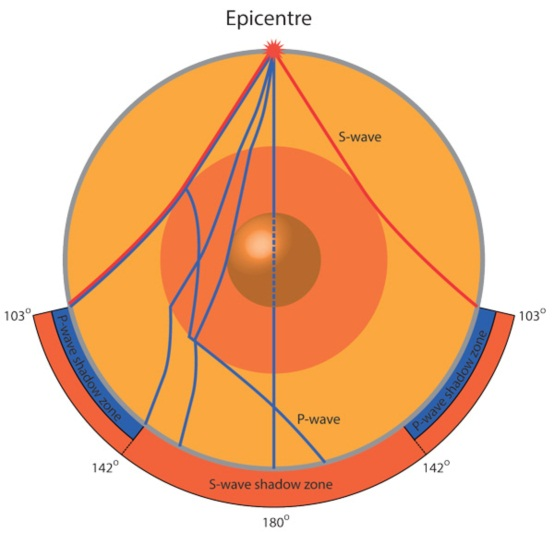 Epicentre
S-wave
103°
103°
P-wave shadow zone
P-wave shadow zone
P-wave
142°
142°
S-wave shadow zone
180°